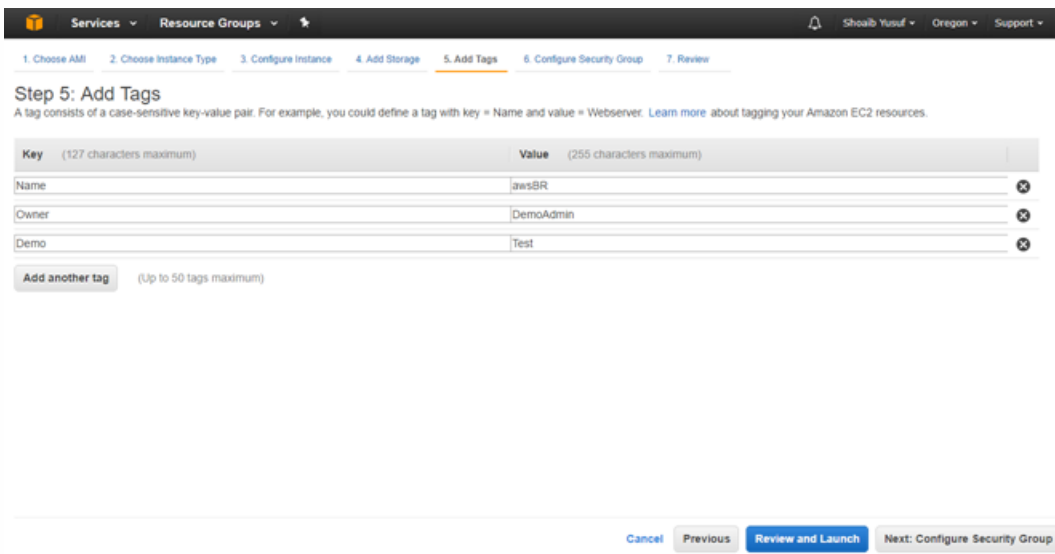 Services Resource Groups Shoaib Yusuf Oregon Support
1. Choose AMI 2. Choose Instance Type 3. Configure Instance 4. Add Storage 5. Add Tags 6. Configure Security Group 7. Review
Step 5: Add Tags
A tag consists of a case-sensitive key-value pair. For example, you could define a tag with key = Name and value = Webserver. Learn more about tagging your Amazon EC2 resources.
Key (127 characters maximum) Value (255 characters maximum)
Name awsBR
Owner DemoAdmin
Demo Test
Add another tag (Up to 50 tags maximum)
Cancel Previous Review and Launch Next: Configure Security Group